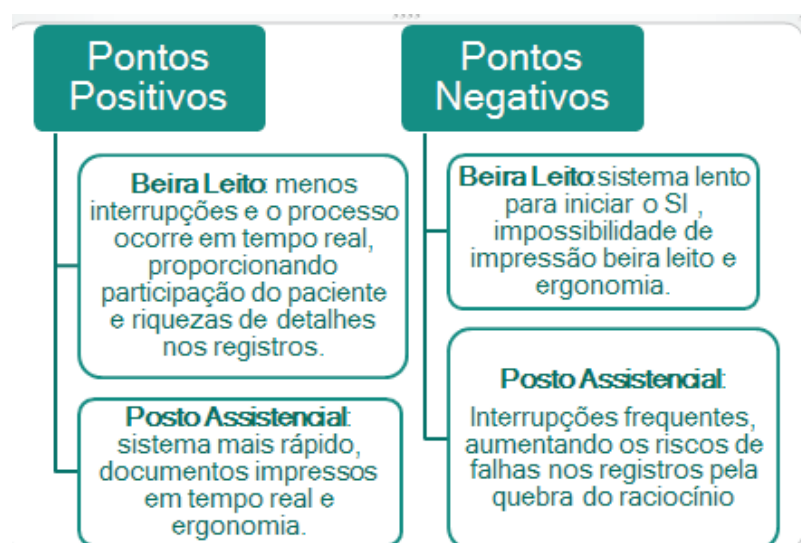 Pontos
Positivos
Beira Leito: menos
interrupções e o processo
ocorre em tempo real,
proporcionando
participação do paciente
e riquezas de detalhes
nos registros.
Posto Assistencial:
sistema mais rápido,
documentos impressos
em tempo real e
ergonomia.
Pontos
Negativos
Beira Leito:sistema lento
para iniciar o SI ,
impossibilidade de
impressão beira leito e
ergonomia.
Posto Assistencial:
Interrupções frequentes,
aumentando os riscos de
falhas nos registros pela
quebra do raciocínio